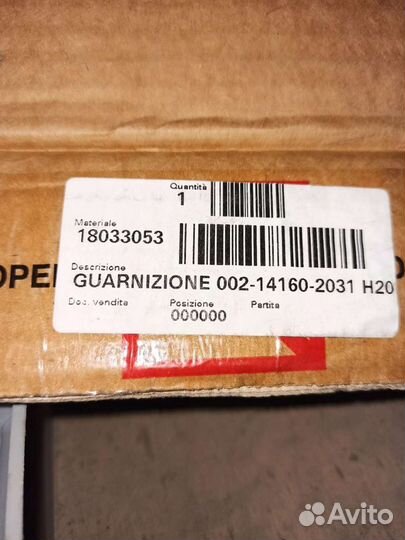 Quantità
1
Materiale
18033053
Descrizione
GUARNIZIONE 002-14160-2031 H20
Doc. vendita Posizione Partita
000000
OPE
Avito